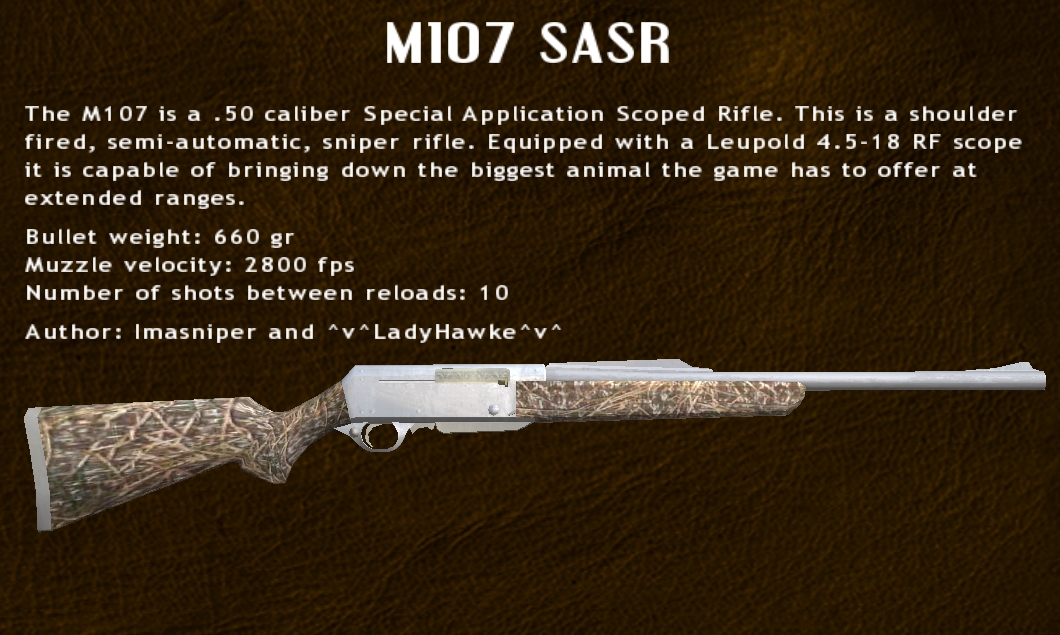 M107 SASR
The M107 is a .50 caliber Special Application Scoped Rifle. This is a shoulder
fired, semi-automatic, sniper rifle. Equipped with a Leupold 4.5-18 RF scope
it is capable of bringing down the biggest animal the game has to offer at
extended ranges.
Bullet weight: 660 gr
Muzzle velocity: 2800 fps
Number of shots between reloads: 10
Author: Imasniper and ^v^LadyHawke^v^